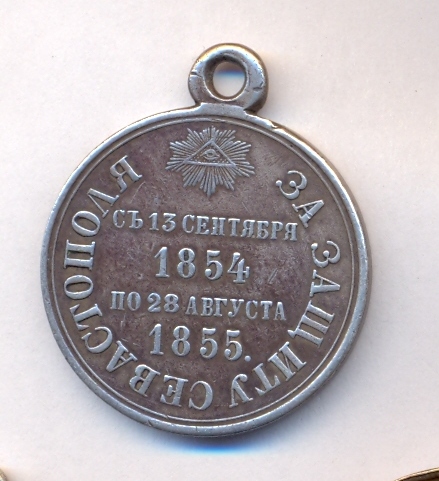 ЗА ЗАЩИТУ СЕВАСТОПОЛЯ
СЪ 13 СЕНТЯБРЯ
1854
ПО 28 АВГУСТА
1855.